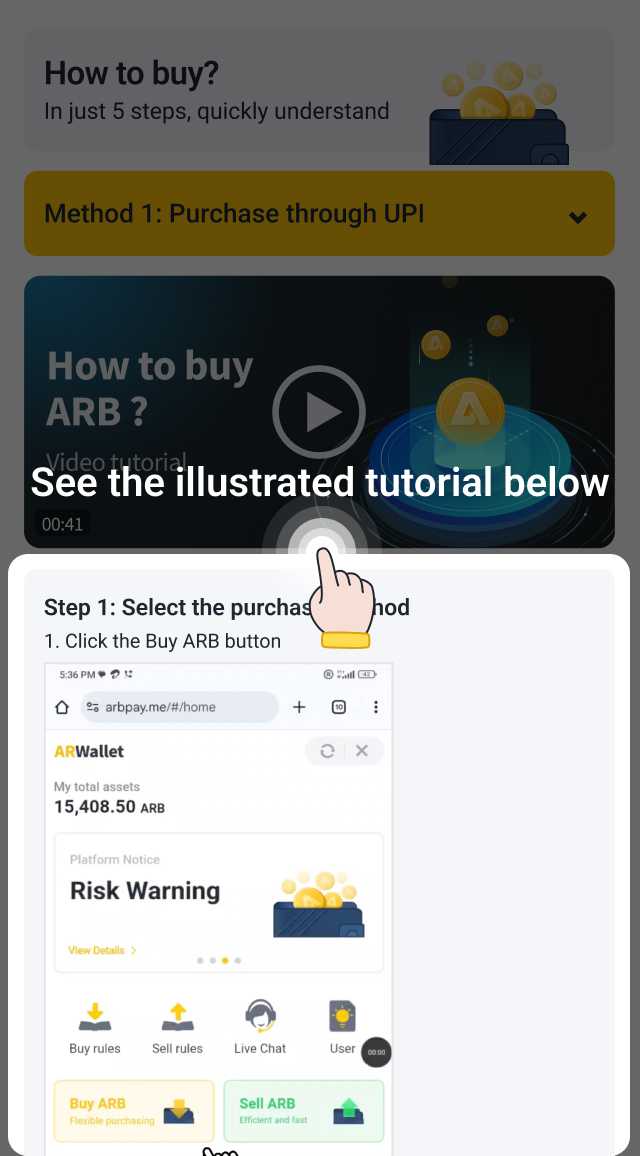 How to buy?
In just 5 steps, quickly understand
Method 1: Purchase through UPI
How to buy
ARB ?
Video tutorial
See the illustrated tutorial below
00:41
Step 1: Select the purchas hod
1. Click the Buy ARB button
5:36 PM
42
arbpay.me/#/home
10
ARWallet
My total assets
15,408.50 ARB
Platform Notice
Risk Warning
View Details
Buy rules
Sell rules
Live Chat
User
00:00
Buy ARB
Sell ARB
Flexible purchasing
Efficient and fast